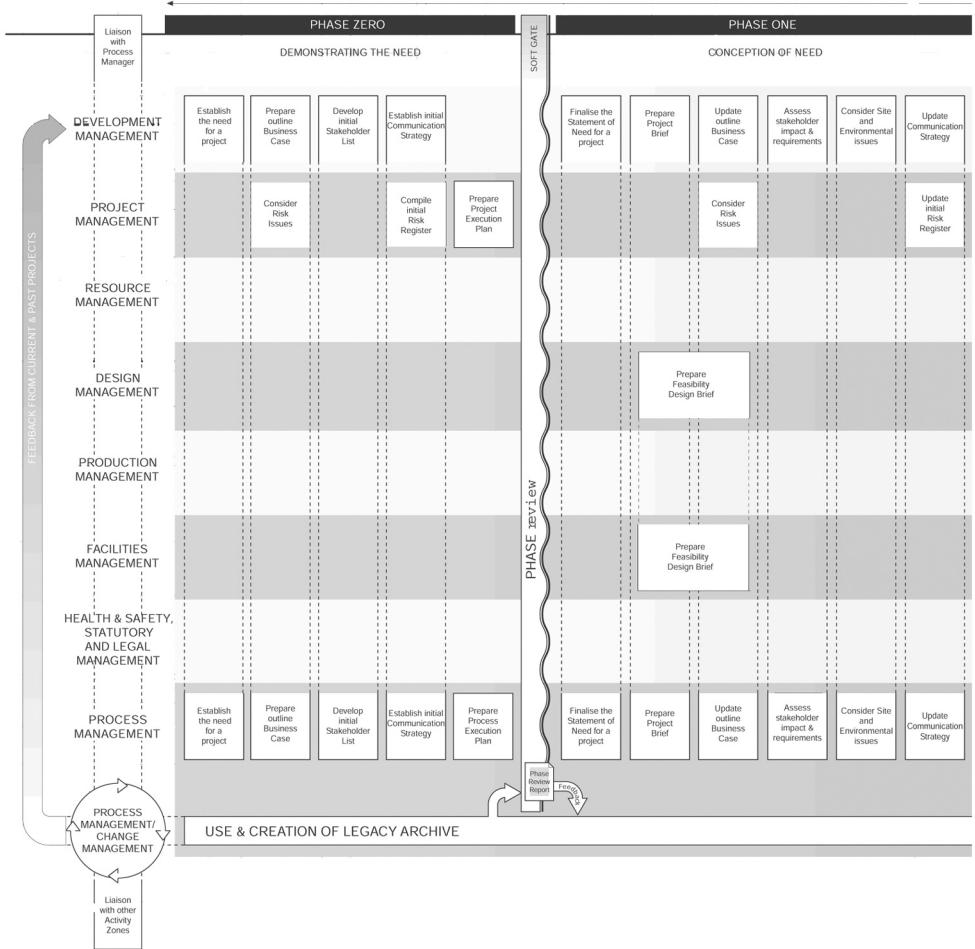 PHASE ZERO
PHASE ONE
Liaison
with
Process
Manager
DEMONSTRATING THE NEED
SOFT GATE
CONCEPTION OF NEED
DEVELOPMENT
MANAGEMENT
Establish
the need
for a
project
Prepare
outline
Business
Case
Develop
initial
Stakeholder
List
Establish initial
Communication
Strategy
Finalise the
Statement of
Need for a
project
Prepare
Project
Brief
Update
outline
Business
Case
Assess
stakeholder
impact &
requirements
Consider Site
and
Environmental
issues
Update
Communication
Strategy
PROJECT
MANAGEMENT
Consider
Risk
Issues
Compile
initial
Risk
Register
Prepare
Project
Execution
Plan
Consider
Risk
Issues
Update
initial
Risk
Register
FEEDBACK FROM CURRENT & PAST PROJECTS
RESOURCE
MANAGEMENT
DESIGN
MANAGEMENT
Prepare
Feasibility
Design Brief
PRODUCTION
MANAGEMENT
PHASE review
FACILITIES
MANAGEMENT
Prepare
Feasibility
Design Brief
HEALTH & SAFETY,
STATUTORY
AND LEGAL
MANAGEMENT
PROCESS
MANAGEMENT
Establish
the need
for a
project
Prepare
outline
Business
Case
Develop
initial
Stakeholder
List
Establish initial
Communication
Strategy
Prepare
Process
Execution
Plan
Finalise the
Statement of
Need for a
project
Prepare
Project
Brief
Update
outline
Business
Case
Assess
stakeholder
impact &
requirements
Consider Site
and
Environmental
issues
Update
Communication
Strategy
Phase
Review
Report
Feedback
PROCESS
MANAGEMENT/
CHANGE
MANAGEMENT
USE & CREATION OF LEGACY ARCHIVE
Liaison
with other
Activity
Zones